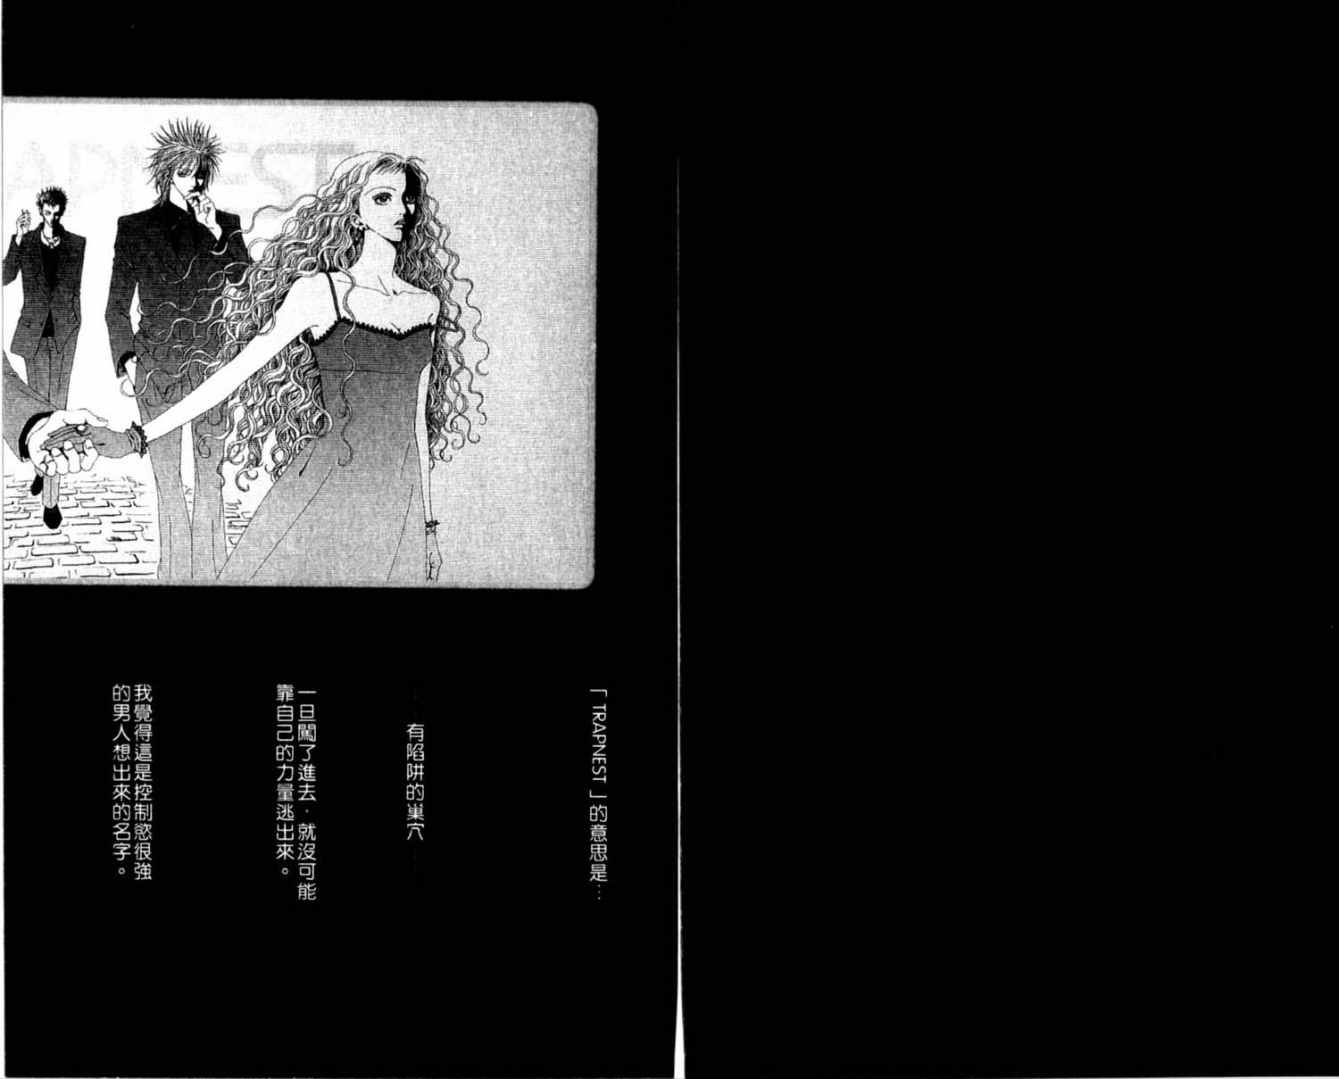 「TRAPNEST」的意思是…
有陷阱的巢穴
一旦闖了進去，就沒可能
靠自己的力量逃出來。
我覺得這是控制慾很強
的男人想出來的名字。